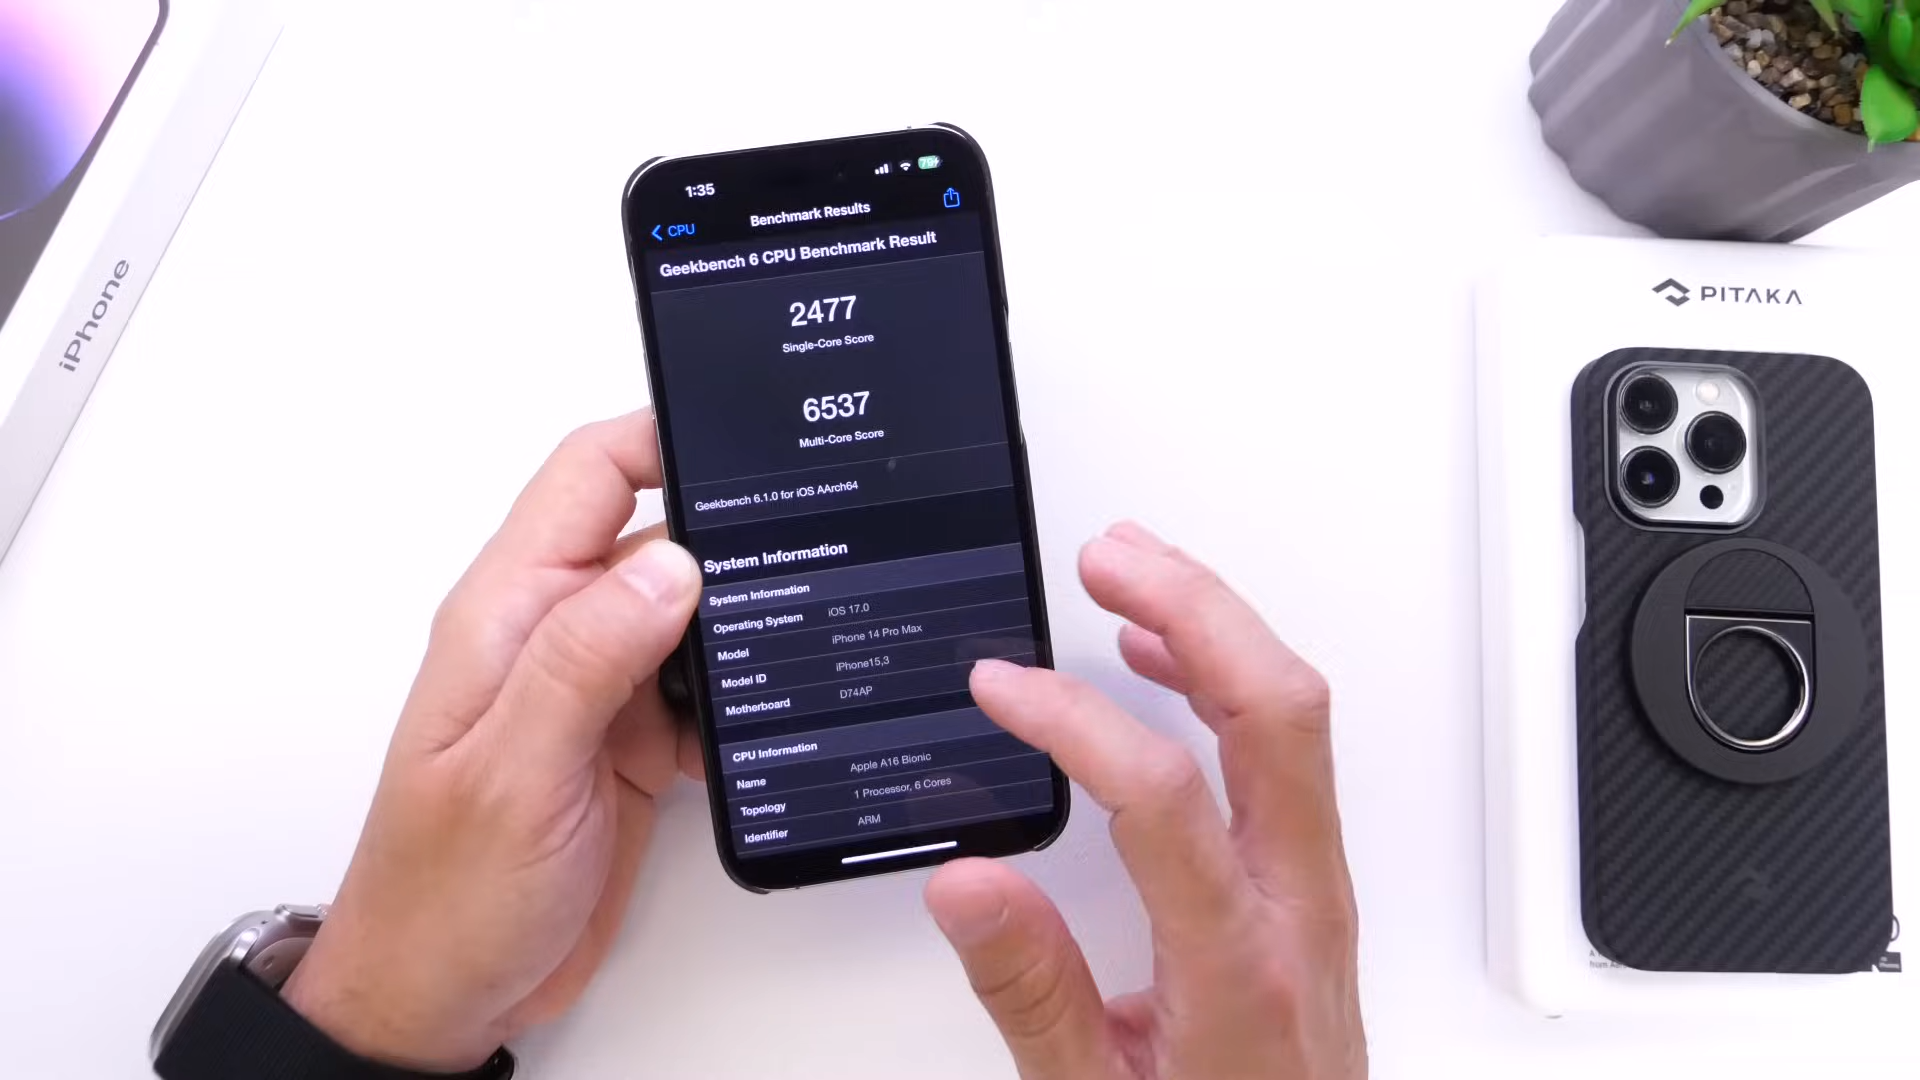 iPhone
1:35
79
CPU
Benchmark Results
Geekbench 6 CPU Benchmark Result
2477
Single-Core Score
6537
Multi-Core Score
Geekbench 6.1.0 for iOS AArch64
System Information
System Information
Operating System iOS 17.0
Model iPhone 14 Pro Max
Model ID iPhone15,3
Motherboard D74AP
CPU Information
Name Apple A16 Bionic
Topology 1 Processor, 6 Cores
Identifier ARM
PITAKA